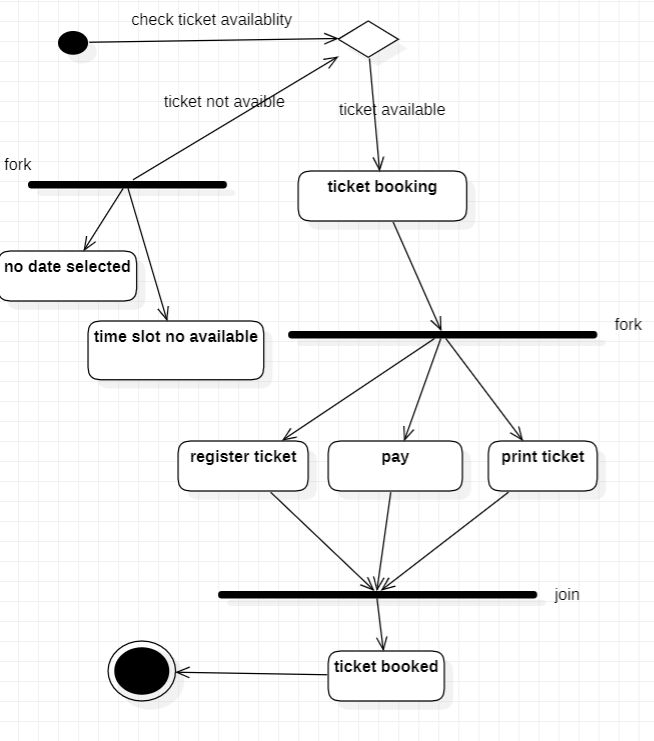 check ticket availablity
ticket not avaible
ticket available
fork
ticket booking
no date selected
time slot no available
fork
register ticket
pay
print ticket
join
ticket booked